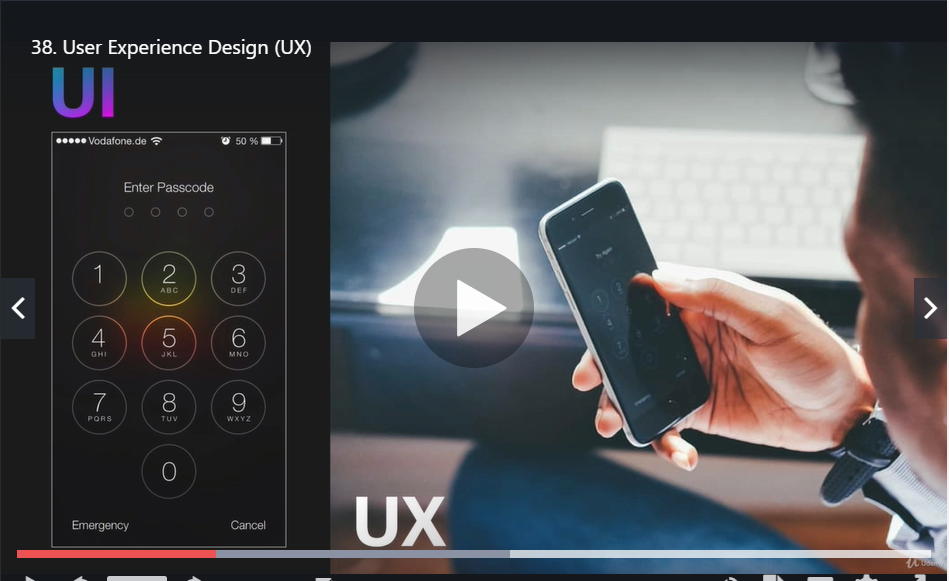 38. User Experience Design (UX)
UI
Vodafone.de 50 %
Enter Passcode
1 2 3
ABC DEF
4 5 6
GHI JKL MNO
7 8 9
PQRS TUV WXYZ
0
Emergency Cancel
UX